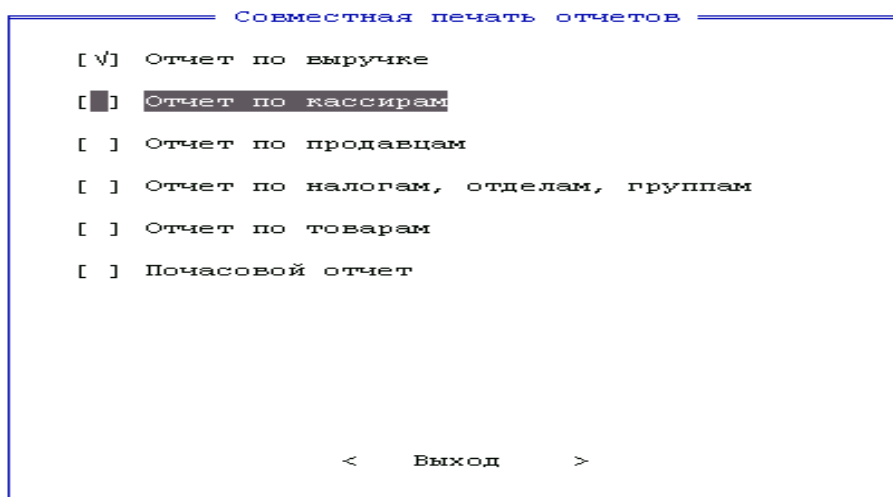 Совместная печать отчетов
[√] Отчет по выручке
[ ] Отчет по кассирам
[ ] Отчет по продавцам
[ ] Отчет по налогам, отделам, группам
[ ] Отчет по товарам
[ ] Почасовой отчет
< Выход >